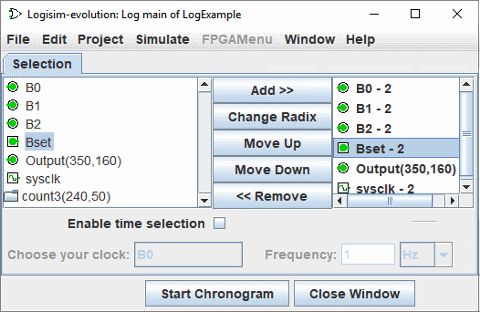 Logisim-evolution: Log main of LogExample
File Edit Project Simulate FPGAMenu Window Help
Selection
B0
B1
B2
Bset
Output(350,160)
sysclk
count3(240,50)
Add >>
Change Radix
Move Up
Move Down
<< Remove
B0 - 2
B1 - 2
B2 - 2
Bset - 2
Output(350,160)
sysclk - 2
Enable time selection
Choose your clock: B0 Frequency: 1 Hz
Start Chronogram Close Window